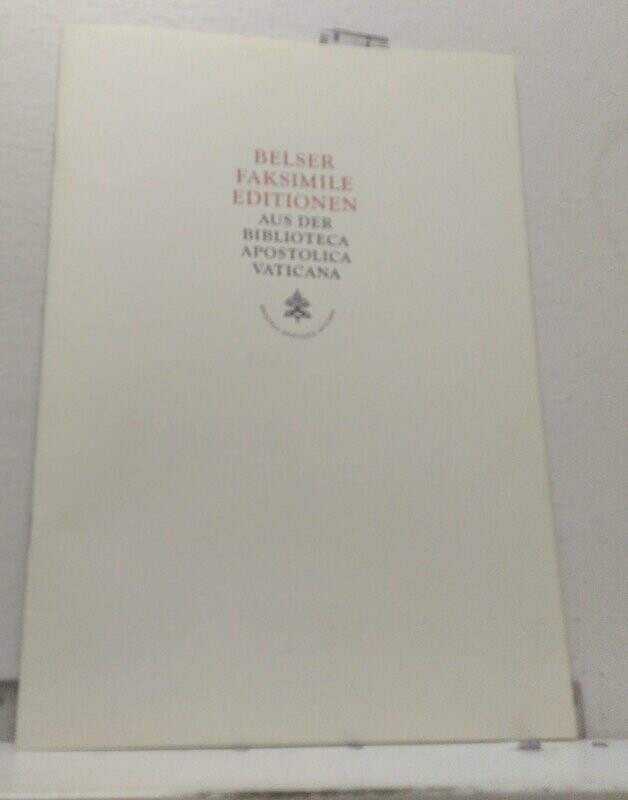 BELSER
FAKSIMILE
EDITIONEN
AUS DER
BIBLIOTECA
APOSTOLICA
VATICANA